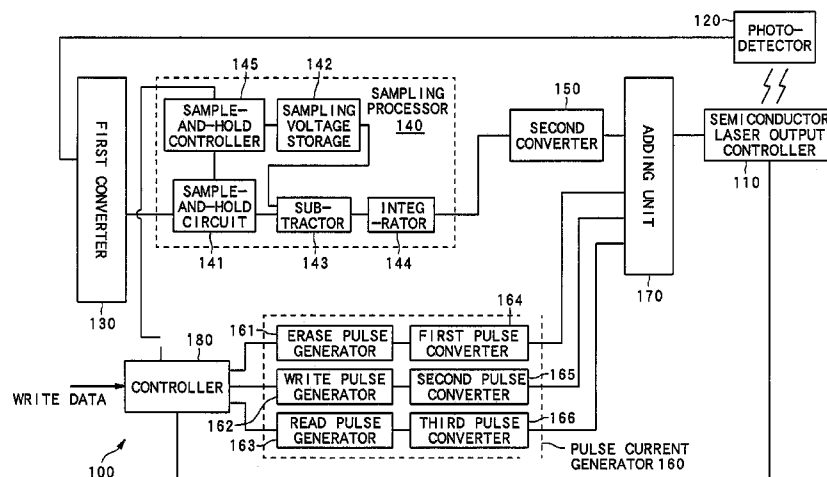 120
PHOTO-
DETECTOR
145
142
SAMPLING
PROCESSOR
140
SAMPLE-
AND-HOLD
CONTROLLER
SAMPLING
VOLTAGE
STORAGE
150
SECOND
CONVERTER
SEMICONDUCTOR
LASER OUTPUT
CONTROLLER
110
FIRST CONVERTER
130
SAMPLE-
AND-HOLD
CIRCUIT
141
SUB-
TRACTOR
143
INTEG
-RATOR
144
ADDING UNIT
170
164
180
161
ERASE PULSE
GENERATOR
FIRST PULSE
CONVERTER
CONTROLLER
WRITE DATA
WRITE PULSE
GENERATOR
162
SECOND PULSE
CONVERTER
165
READ PULSE
GENERATOR
163
THIRD PULSE
CONVERTER
166
PULSE CURRENT
GENERATOR 160
100